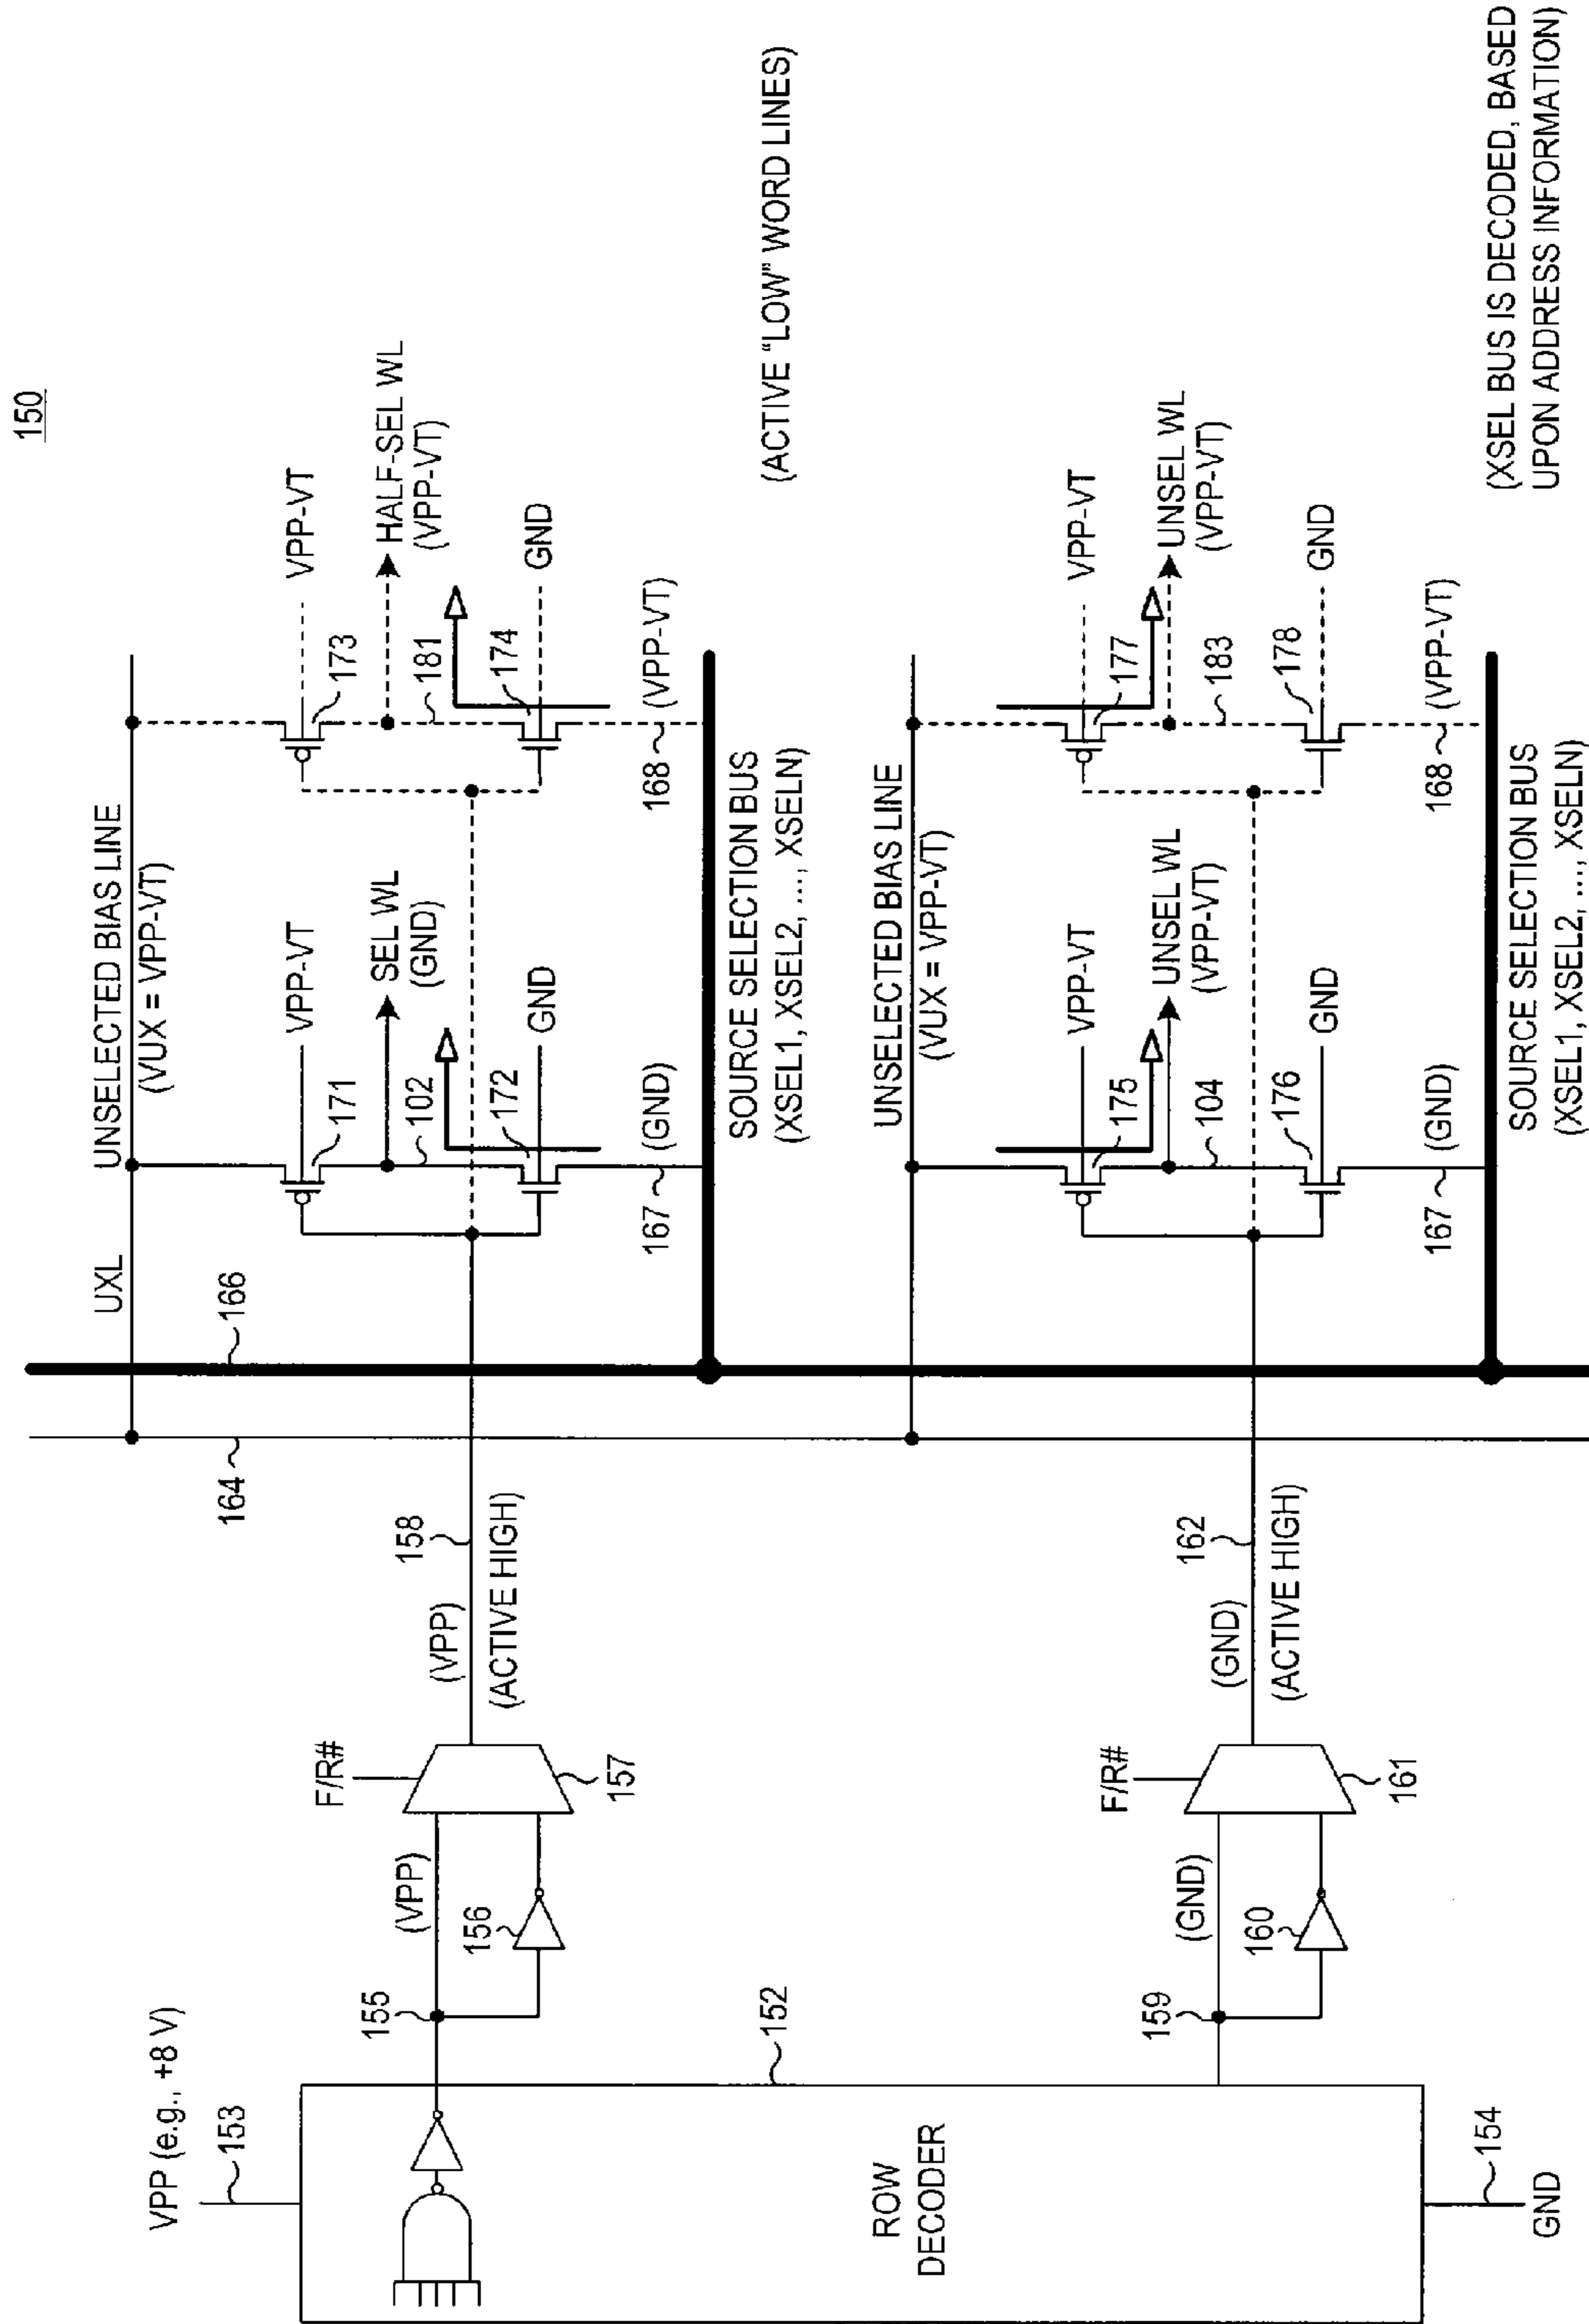 150
VPP (e.g., +8 V)
153
ROW
DECODER
152
154
GND
155
(VPP)
156
F/R#
157
(VPP)
158
(ACTIVE HIGH)
159
(GND)
160
F/R#
161
(GND)
162
(ACTIVE HIGH)
164
166
UXL
UNSELECTED BIAS LINE
(VUX = VPP-VT)
VPP-VT
171
SEL WL
(GND)
102
172
GND
167
(GND)
VPP-VT
173
HALF-SEL WL
(VPP-VT)
181
174
GND
168
(VPP-VT)
SOURCE SELECTION BUS
(XSEL1, XSEL2, ..., XSELN)
(ACTIVE “LOW” WORD LINES)
UNSELECTED BIAS LINE
(VUX = VPP-VT)
VPP-VT
175
UNSEL WL
(VPP-VT)
104
176
GND
167
(GND)
VPP-VT
177
UNSEL WL
(VPP-VT)
183
178
GND
168
(VPP-VT)
SOURCE SELECTION BUS
(XSEL1, XSEL2, ..., XSELN)
(XSEL BUS IS DECODED, BASED
UPON ADDRESS INFORMATION)